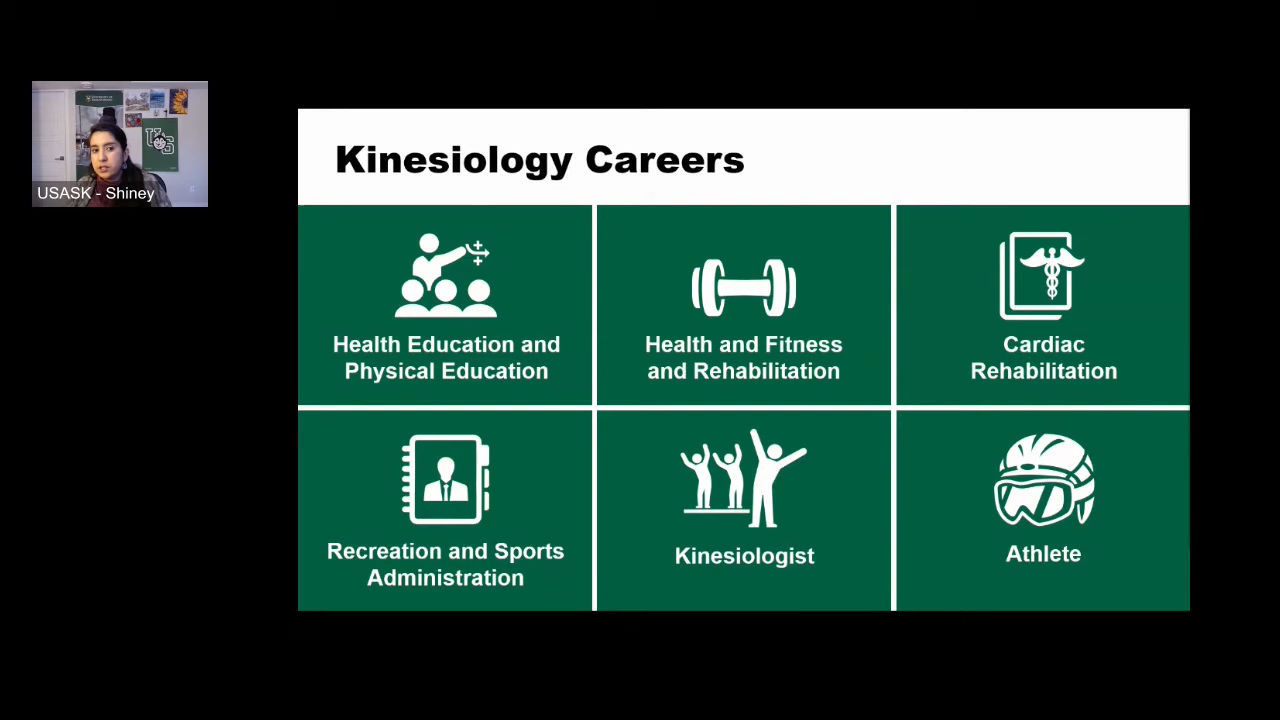 USASK - Shiney
Kinesiology Careers
Health Education and
Physical Education
Health and Fitness
and Rehabilitation
Cardiac
Rehabilitation
Recreation and Sports
Administration
Kinesiologist
Athlete